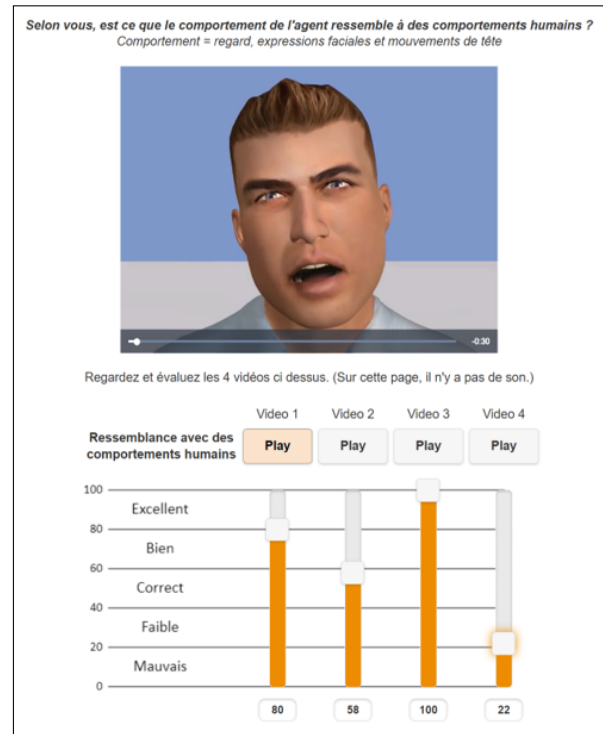 Selon vous, est ce que le comportement de l'agent ressemble à des comportements humains ?
Comportement = regard, expressions faciales et mouvements de tête
-0:30
Regardez et évaluez les 4 vidéos ci dessus. (Sur cette page, il n'y a pas de son.)
Video 1 Video 2 Video 3 Video 4
Ressemblance avec des
comportements humains
Play Play Play Play
100
Excellent
80
Bien
60
Correct
40
Faible
20
Mauvais
0
80 58 100 22